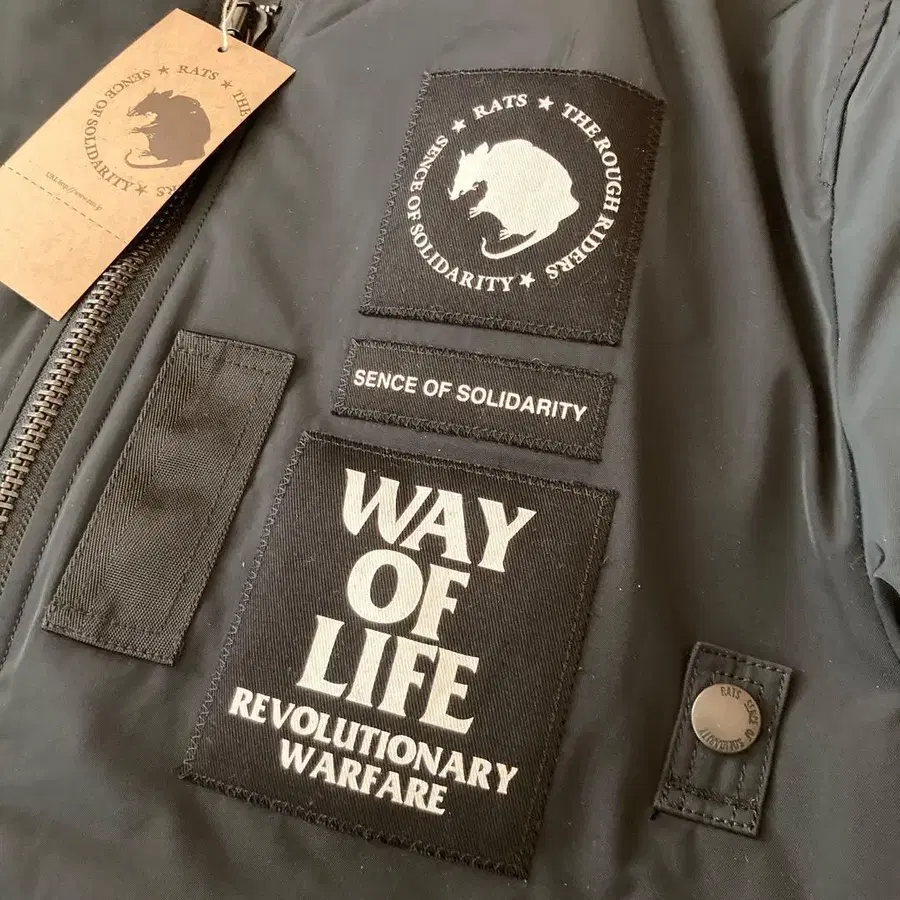 ★ RATS ★ THE
SENCE OF SOLIDARITY ★
RS
★ RATS ★ THE ROUGH RIDERS
SENCE OF SOLIDARITY ★
SENCE OF SOLIDARITY
WAY
OF
LIFE
REVOLUTIONARY
WARFARE
RATS SENCE OF SOLIDARITY